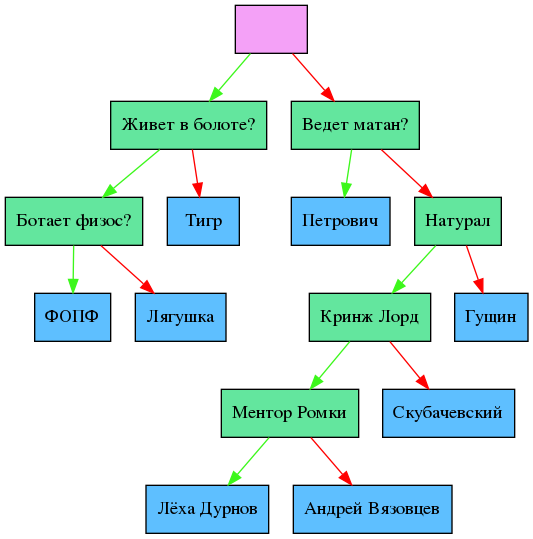 Живет в болоте?
Ведет матан?
Ботает физос?
Тигр
Петрович
Натурал
ФОПФ
Лягушка
Кринж Лорд
Гущин
Ментор Ромки
Скубачевский
Лёха Дурнов
Андрей Вязовцев